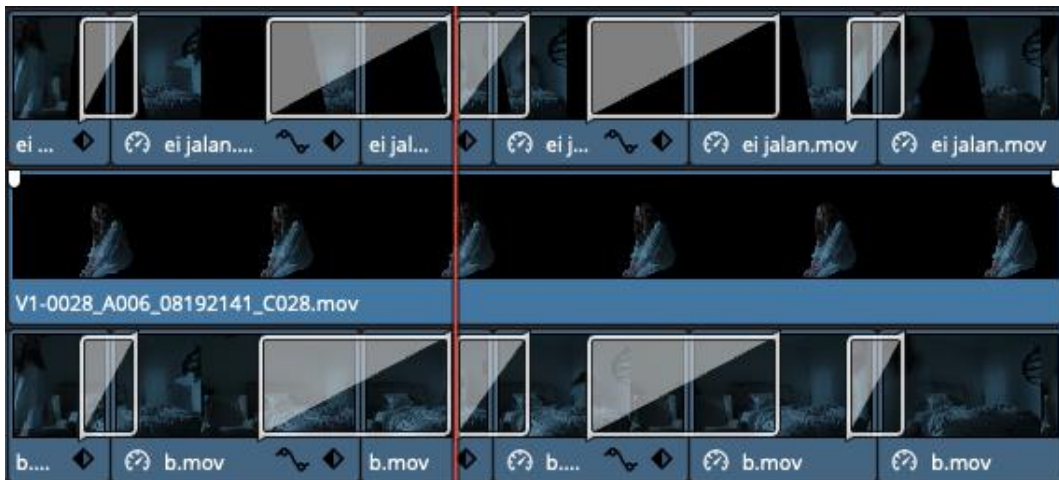 ei ... ei jalan.... ei jal... ei j... ei jalan.mov ei jalan.mov
V1-0028_A006_08192141_C028.mov
b.... b.mov b.mov b.... b.mov b.mov